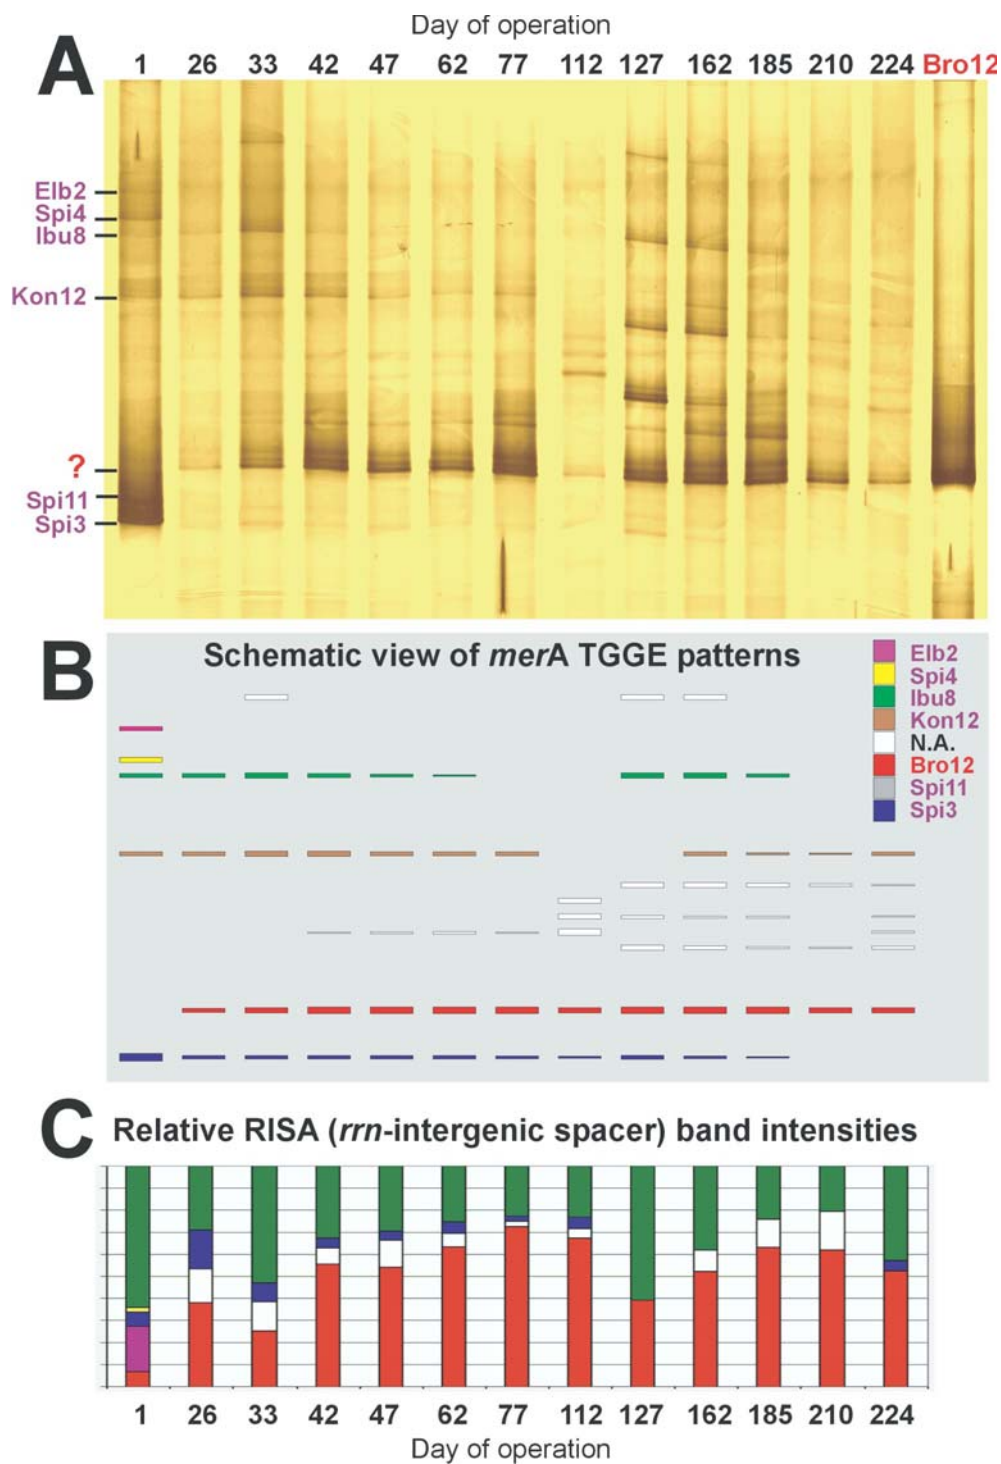 Day of operation
A 1 26 33 42 47 62 77 112 127 162 185 210 224 Bro12
Elb2
Spi4
Ibu8
Kon12
?
Spi11
Spi3
B Schematic view of merA TGGE patterns
Elb2
Spi4
Ibu8
Kon12
N.A.
Bro12
Spi11
Spi3
C Relative RISA (rrn-intergenic spacer) band intensities
1 26 33 42 47 62 77 112 127 162 185 210 224
Day of operation